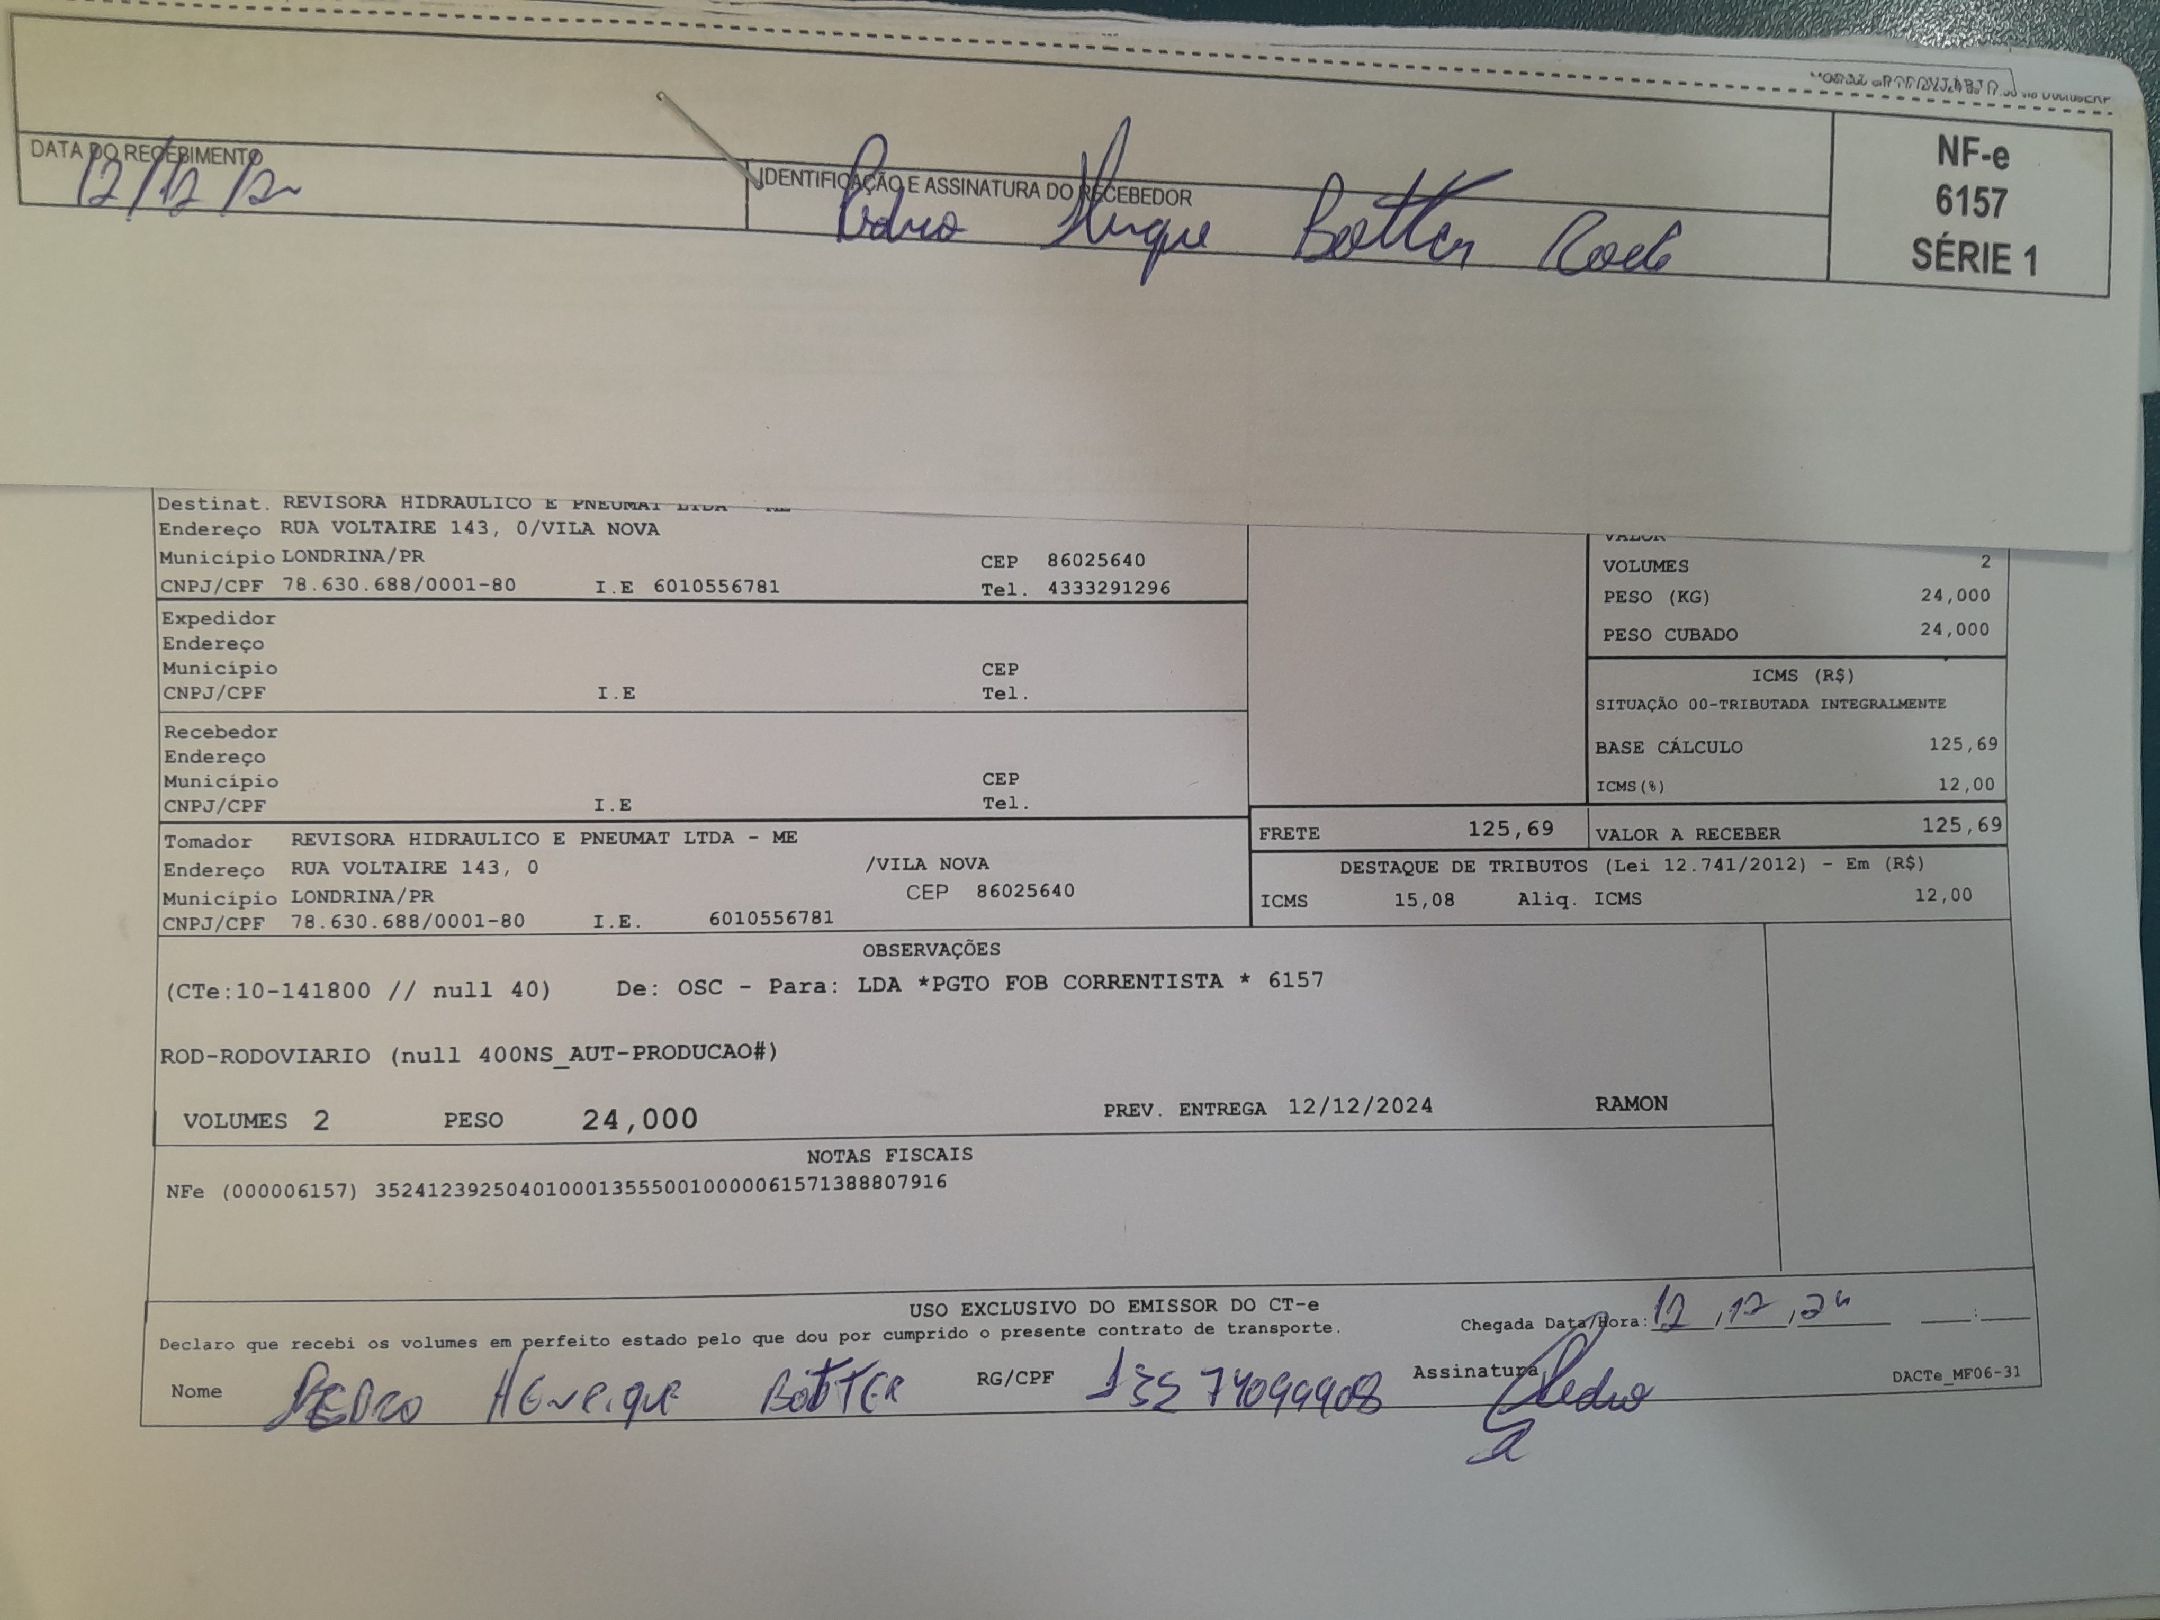 DATA DO RECEBIMENTO
12/12/2
IDENTIFICAÇÃO E ASSINATURA DO RECEBEDOR
NF-e
6157
SÉRIE 1
Destinat. REVISORA HIDRAULICO E PNEUMAT LTDA - ME
Endereço RUA VOLTAIRE 143, 0/VILA NOVA
Município LONDRINA/PR CEP 86025640
CNPJ/CPF 78.630.688/0001-80 I.E 6010556781 Tel. 4333291296
VALOR
VOLUMES 2
PESO (KG) 24,000
PESO CUBADO 24,000
Expedidor
Endereço
Município CEP
CNPJ/CPF I.E Tel.
ICMS (R$)
SITUAÇÃO 00-TRIBUTADA INTEGRALMENTE
BASE CÁLCULO 125,69
ICMS(%) 12,00
Recebedor
Endereço
Município CEP
CNPJ/CPF I.E Tel.
Tomador REVISORA HIDRAULICO E PNEUMAT LTDA - ME
Endereço RUA VOLTAIRE 143, 0 /VILA NOVA
Município LONDRINA/PR CEP 86025640
CNPJ/CPF 78.630.688/0001-80 I.E. 6010556781
FRETE 125,69 VALOR A RECEBER 125,69
DESTAQUE DE TRIBUTOS (Lei 12.741/2012) - Em (R$)
ICMS 15,08 Aliq. ICMS 12,00
OBSERVAÇÕES
(CTe:10-141800 // null 40) De: OSC - Para: LDA *PGTO FOB CORRENTISTA * 6157
ROD-RODOVIARIO (null 400NS_AUT-PRODUCAO#)
VOLUMES 2 PESO 24,000 PREV. ENTREGA 12/12/2024 RAMON
NOTAS FISCAIS
NFe (000006157) 35241239250401000135550010000061571388807916
USO EXCLUSIVO DO EMISSOR DO CT-e
Declaro que recebi os volumes em perfeito estado pelo que dou por cumprido o presente contrato de transporte. Chegada Data/Hora: 12,12,24 :
Nome PEDRO HENRIQUE BOTTER RG/CPF 13574099908 Assinatura Pedro DACTe_MF06-31